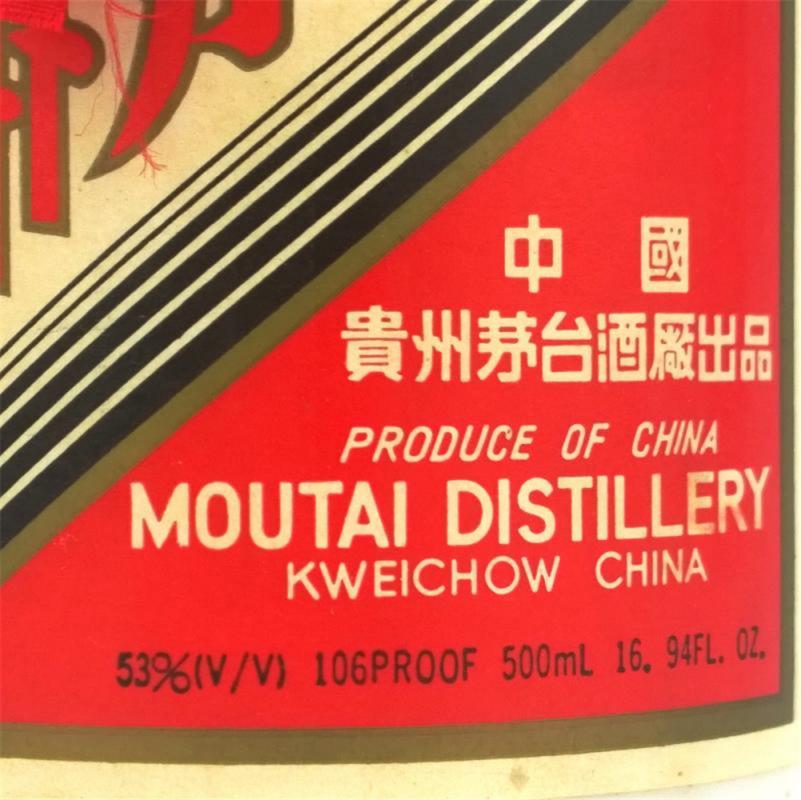 中國
貴州茅台酒廠出品
PRODUCE OF CHINA
MOUTAI DISTILLERY
KWEICHOW CHINA
53%(V/V) 106PROOF 500mL 16. 94FL. OZ.